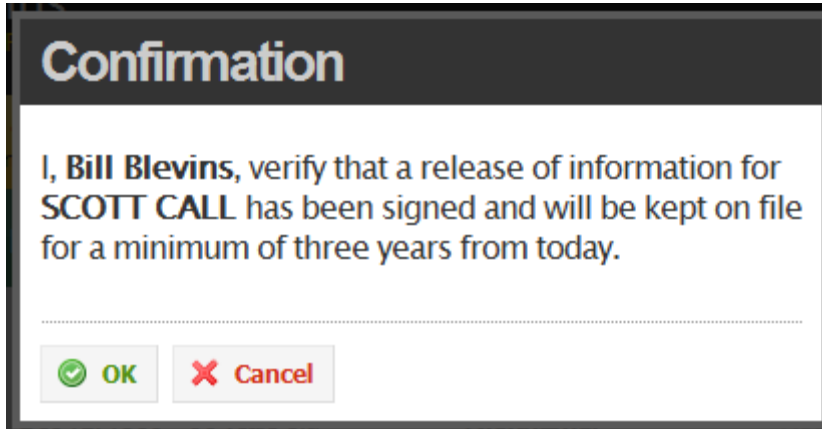 Confirmation
I, Bill Blevins, verify that a release of information for
SCOTT CALL has been signed and will be kept on file
for a minimum of three years from today.
OK Cancel